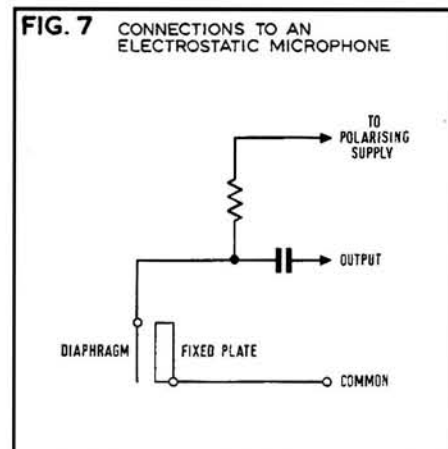 FIG. 7 CONNECTIONS TO AN
ELECTROSTATIC MICROPHONE
TO
POLARISING
SUPPLY
OUTPUT
DIAPHRAGM FIXED PLATE
COMMON